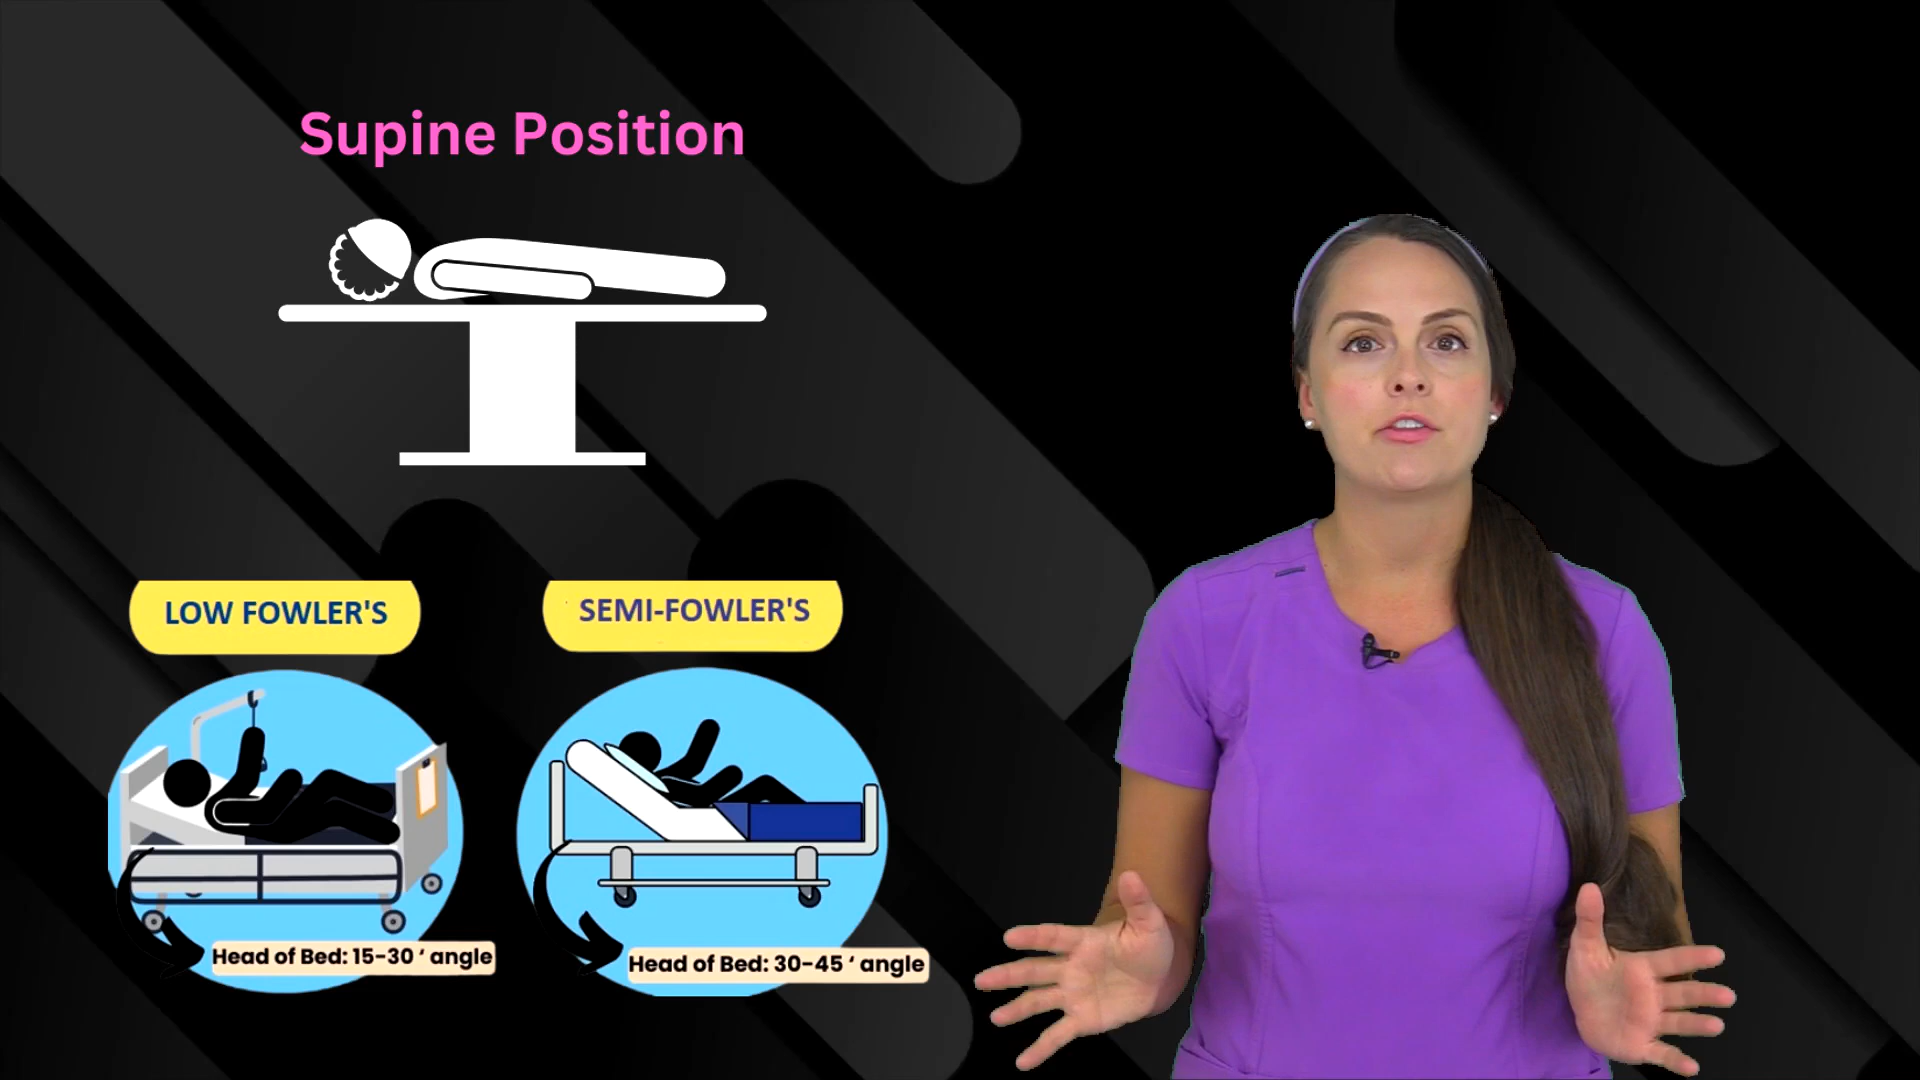 Supine Position
LOW FOWLER'S
SEMI-FOWLER'S
Head of Bed: 15-30 ‘ angle
Head of Bed: 30-45 ‘ angle